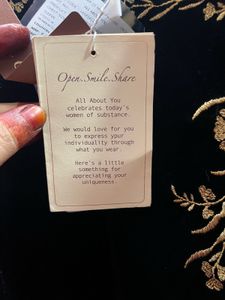 Open.Smile.Share
All About You
celebrates today's
women of substance.
We would love for you
to express your
individuality through
what you wear.
Here's a little
something for
appreciating your
uniqueness.